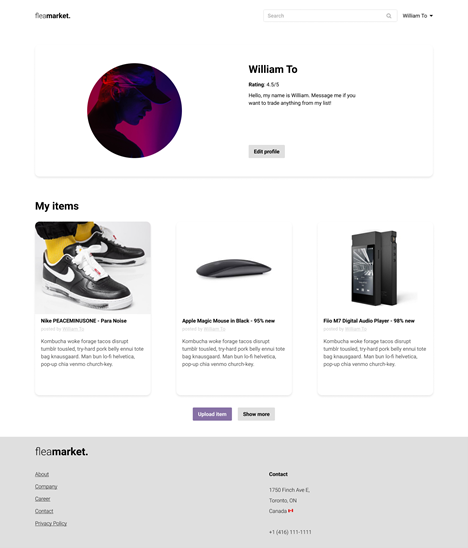 fleamarket.
Search
William To
William To
Rating: 4.5/5
Hello, my name is William. Message me if you
want to trade anything from my list!
Edit profile
My items
Nike PEACEMINUSONE - Para Noise
posted by William To
Kombucha woke forage tacos disrupt
tumblr tousled, try-hard pork belly ennui tote
bag knausgaard. Man bun lo-fi helvetica,
pop-up chia venmo church-key.
Apple Magic Mouse in Black - 95% new
posted by William To
Kombucha woke forage tacos disrupt
tumblr tousled, try-hard pork belly ennui tote
bag knausgaard. Man bun lo-fi helvetica,
pop-up chia venmo church-key.
Fiio M7 Digital Audio Player - 98% new
posted by William To
Kombucha woke forage tacos disrupt
tumblr tousled, try-hard pork belly ennui tote
bag knausgaard. Man bun lo-fi helvetica,
pop-up chia venmo church-key.
Upload item
Show more
fleamarket.
About
Company
Career
Contact
Privacy Policy
Contact
1750 Finch Ave E,
Toronto, ON
Canada
+1 (416) 111-1111